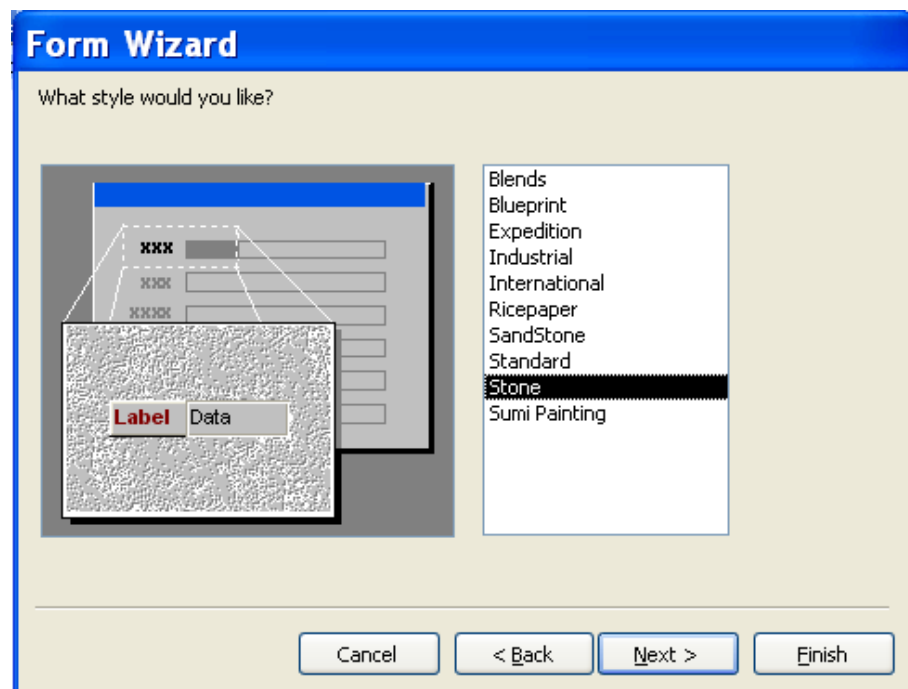 Form Wizard
What style would you like?
xxx
xxx
xxxx
Label Data
Blends
Blueprint
Expedition
Industrial
International
Ricepaper
SandStone
Standard
Stone
Sumi Painting
Cancel < Back Next > Finish